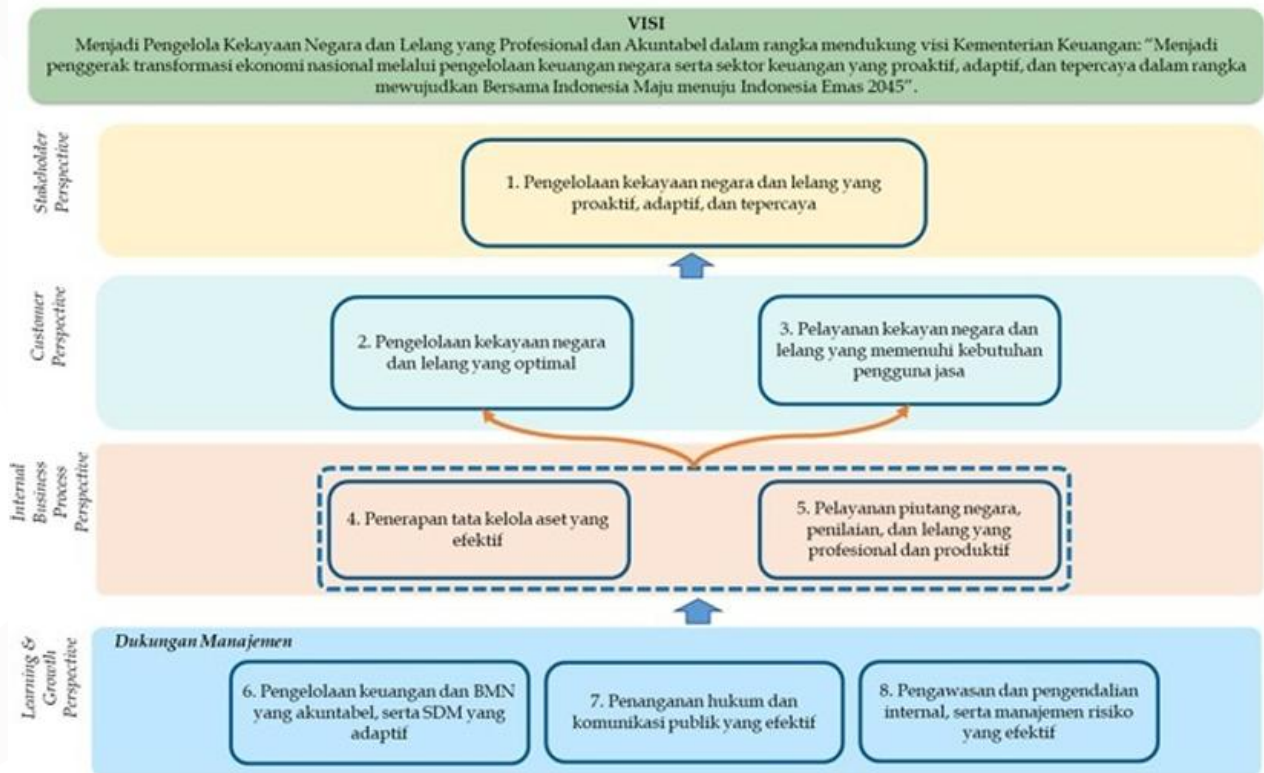 VISI
Menjadi Pengelola Kekayaan Negara dan Lelang yang Profesional dan Akuntabel dalam rangka mendukung visi Kementerian Keuangan: “Menjadi
penggerak transformasi ekonomi nasional melalui pengelolaan keuangan negara serta sektor keuangan yang proaktif, adaptif, dan tepercaya dalam rangka
mewujudkan Bersama Indonesia Maju menuju Indonesia Emas 2045”.
Stakeholder
Perspective
1. Pengelolaan kekayaan negara dan lelang yang
proaktif, adaptif, dan tepercaya
Customer
Perspective
2. Pengelolaan kekayaan negara
dan lelang yang optimal
3. Pelayanan kekayan negara dan
lelang yang memenuhi kebutuhan
pengguna jasa
Internal
Business
Process
Perspective
4. Penerapan tata kelola aset yang
efektif
5. Pelayanan piutang negara,
penilaian, dan lelang yang
profesional dan produktif
Learning &
Growth
Perspective
Dukungan Manajemen
6. Pengelolaan keuangan dan BMN
yang akuntabel, serta SDM yang
adaptif
7. Penanganan hukum dan
komunikasi publik yang efektif
8. Pengawasan dan pengendalian
internal, serta manajemen risiko
yang efektif